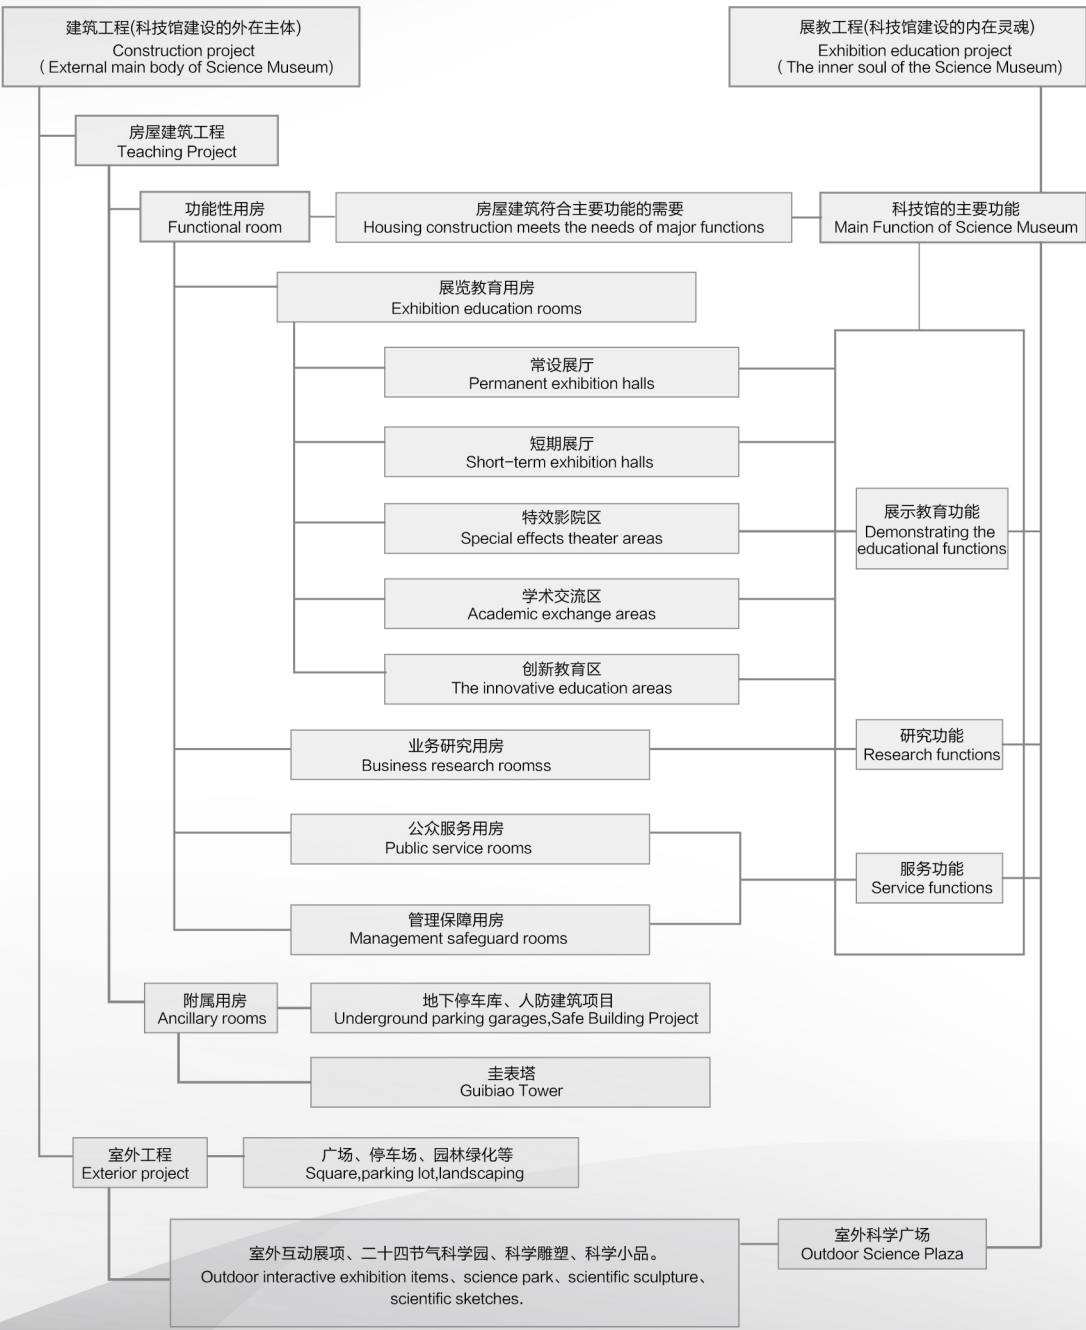 建筑工程(科技馆建设的外在主体)
Construction project
( External main body of Science Museum)
展教工程(科技馆建设的内在灵魂)
Exhibition education project
( The inner soul of the Science Museum)
房屋建筑工程
Teaching Project
功能性用房
Functional room
房屋建筑符合主要功能的需要
Housing construction meets the needs of major functions
科技馆的主要功能
Main Function of Science Museum
展览教育用房
Exhibition education rooms
常设展厅
Permanent exhibition halls
短期展厅
Short-term exhibition halls
特效影院区
Special effects theater areas
展示教育功能
Demonstrating the
educational functions
学术交流区
Academic exchange areas
创新教育区
The innovative education areas
业务研究用房
Business research roomss
研究功能
Research functions
公众服务用房
Public service rooms
服务功能
Service functions
管理保障用房
Management safeguard rooms
附属用房
Ancillary rooms
地下停车库、人防建筑项目
Underground parking garages,Safe Building Project
圭表塔
Guibiao Tower
室外工程
Exterior project
广场、停车场、园林绿化等
Square,parking lot,landscaping
室外互动展项、二十四节气科学园、科学雕塑、科学小品。
Outdoor interactive exhibition items、science park、scientific sculpture、
scientific sketches.
室外科学广场
Outdoor Science Plaza